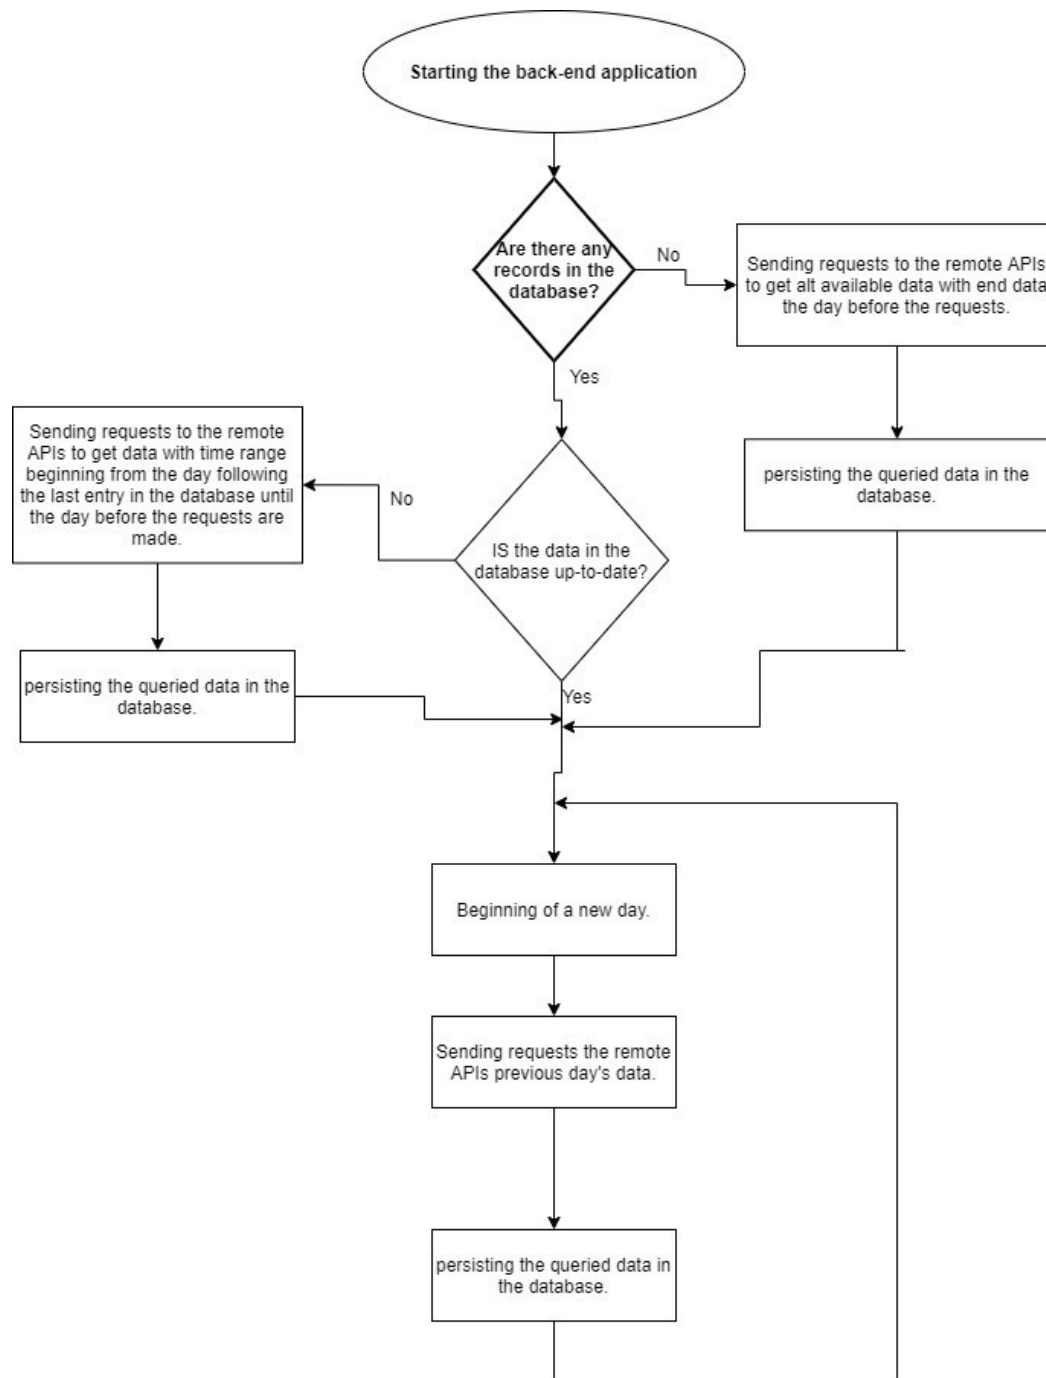 Starting the back-end application
Are there any
records in the
database?
No
Sending requests to the remote APIs
to get alt available data with end data
the day before the requests.
Yes
Sending requests to the remote
APIs to get data with time range
beginning from the day following
the last entry in the database until
the day before the requests are
made.
No
persisting the queried data in the
database.
IS the data in the
database up-to-date?
persisting the queried data in the
database.
Yes
Beginning of a new day.
Sending requests the remote
APIs previous day's data.
persisting the queried data in
the database.